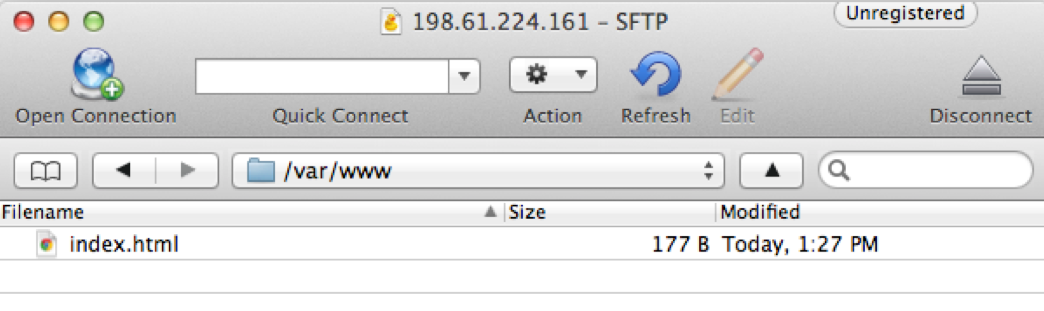 198.61.224.161 – SFTP
Unregistered
Open Connection
Quick Connect
Action
Refresh
Edit
Disconnect
/var/www
Filename Size Modified
index.html 177 B Today, 1:27 PM